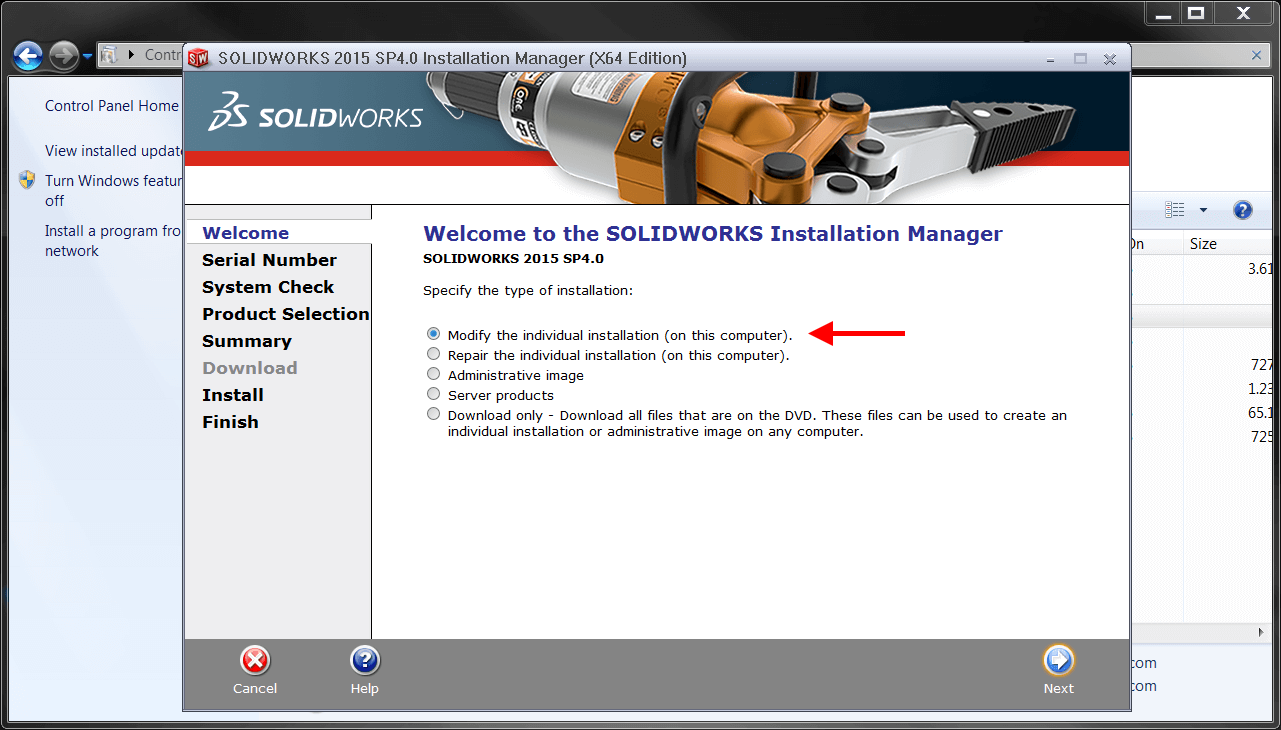 Contr
SOLIDWORKS 2015 SP4.0 Installation Manager (X64 Edition)
SOLIDWORKS
Control Panel Home
View installed updat
Turn Windows featur
off
Install a program fro
network
Welcome
Serial Number
System Check
Product Selection
Summary
Download
Install
Finish
Welcome to the SOLIDWORKS Installation Manager
SOLIDWORKS 2015 SP4.0
Specify the type of installation:
Modify the individual installation (on this computer).
Repair the individual installation (on this computer).
Administrative image
Server products
Download only - Download all files that are on the DVD. These files can be used to create an
individual installation or administrative image on any computer.
On Size
3.61
727
1.23
65.1
725
.com
.com
Cancel
Help
Next